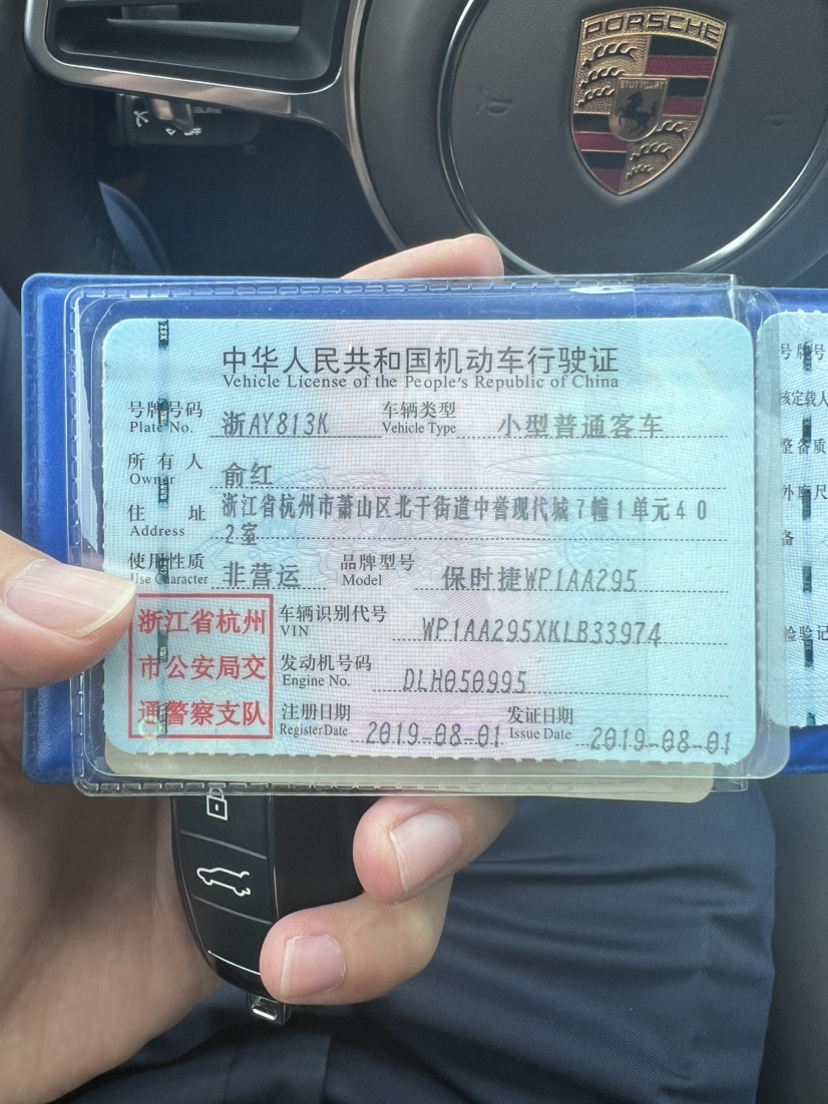 PORSCHE
STUTTGART
中华人民共和国机动车行驶证
Vehicle License of the People's Republic of China
号牌号码 浙AY813K 车辆类型 小型普通客车
Plate No. Vehicle Type
所有人 俞红
Owner
住址 浙江省杭州市萧山区北干街道中誉现代城7幢1单元40
Address 2室
使用性质 非营运 品牌型号 保时捷WP1AA295
Use Character Model
浙江省杭州
市公安局交
通警察支队
车辆识别代号 WP1AA295XKLB33974
VIN
发动机号码 DLH050995
Engine No.
注册日期 2019-08-01 发证日期 2019-08-01
Register Date Issue Date
号牌号
核定载人
整备质
外廓尺
备
检验记